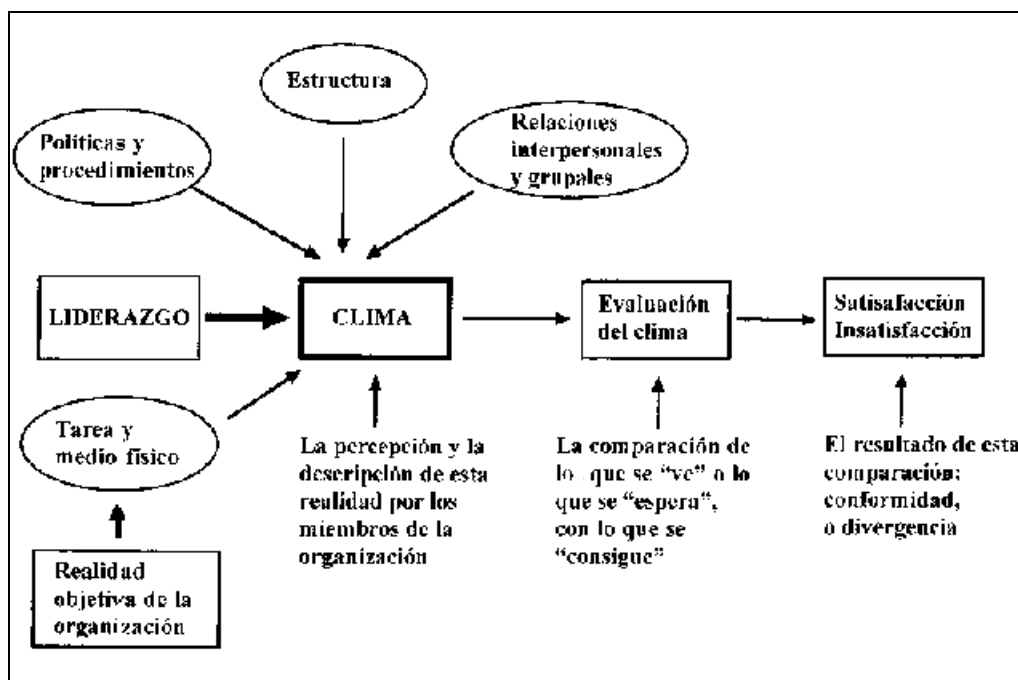 Estructura
Políticas y
procedimientos
Relaciones
interpersonales
y grupales
LIDERAZGO
CLIMA
Evaluación
del clima
Satisafacción
Insatisfacción
Tarea y
medio físico
La percepción y la
descripción de esta
realidad por los
miembros de la
organización
La comparación de
lo que se “ve” o lo
que se “espera”,
con lo que se
“consigue”
El resultado de esta
comparación:
conformidad,
o divergencia
Realidad
objetiva de la
organización